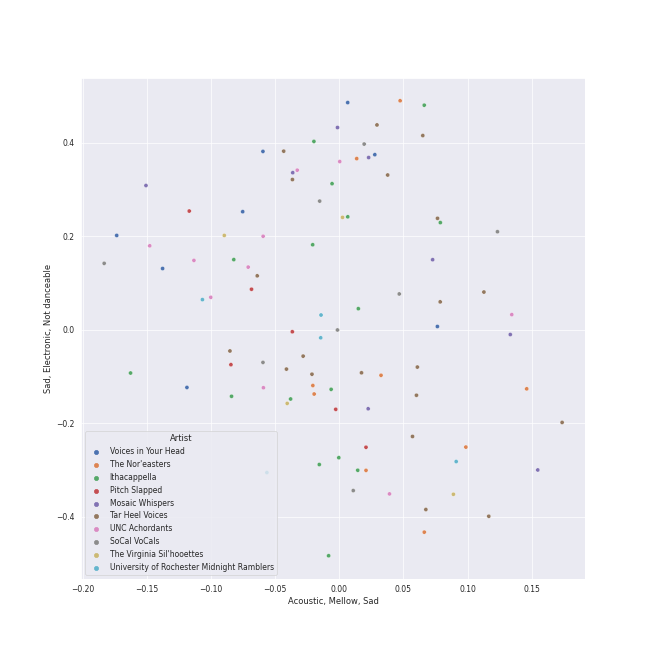 0.4
0.2
0.0
−0.2
−0.4
Sad, Electronic, Not danceable
Artist
Voices in Your Head
The Nor'easters
Ithacappella
Pitch Slapped
Mosaic Whispers
Tar Heel Voices
UNC Achordants
SoCal VoCals
The Virginia Sil'hooettes
University of Rochester Midnight Ramblers
−0.20 −0.15 −0.10 −0.05 0.00 0.05 0.10 0.15
Acoustic, Mellow, Sad